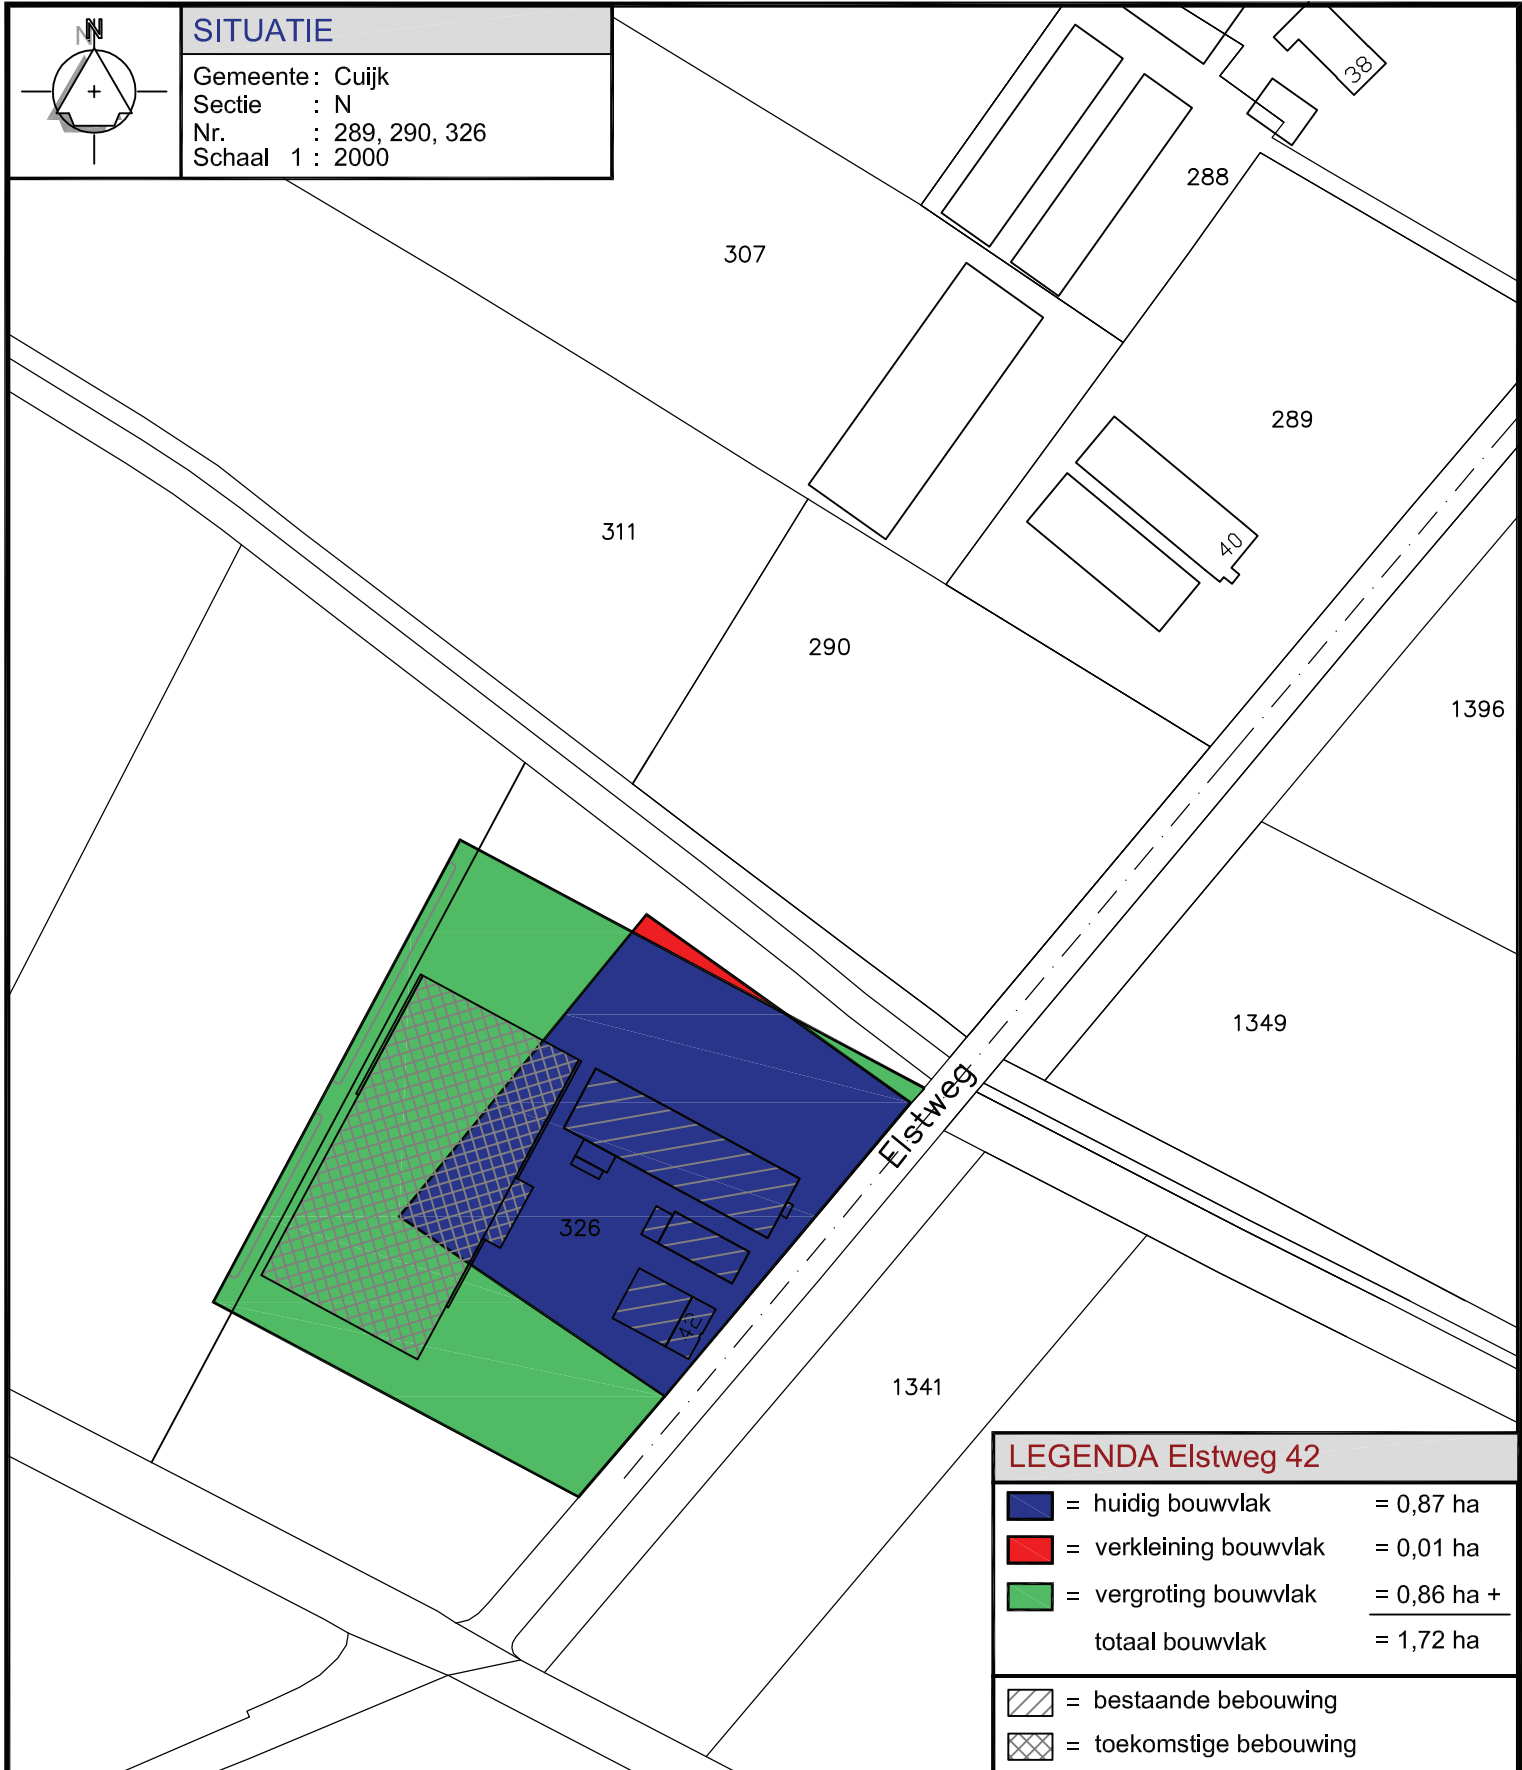 N N
SITUATIE
Gemeente : Cuijk
Sectie : N
Nr. : 289, 290, 326
Schaal 1 : 2000
38
288
307
289
311
40
290
1396
1349
Elstweg
326
42
1341
LEGENDA Elstweg 42
= huidig bouwvlak = 0,87 ha
= verkleining bouwvlak = 0,01 ha
= vergroting bouwvlak = 0,86 ha +
totaal bouwvlak = 1,72 ha
= bestaande bebouwing
= toekomstige bebouwing